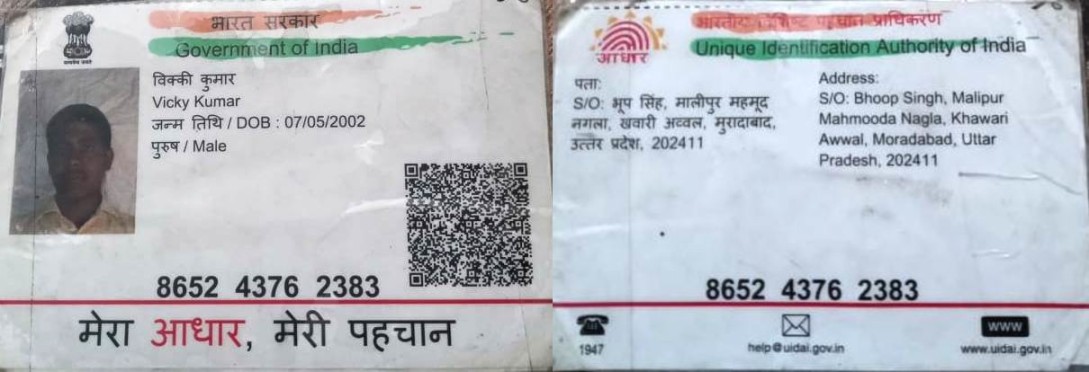 भारत सरकार
Government of India
विक्की कुमार
Vicky Kumar
जन्म तिथि / DOB : 07/05/2002
पुरुष / Male
8652 4376 2383
मेरा आधार, मेरी पहचान
भारतीय विशिष्ट पहचान प्राधिकरण
Unique Identification Authority of India
आधार
पता:
S/O: भूप सिंह, मालीपुर महमूद
नगला, खवारी अव्वल, मुरादाबाद,
उत्तर प्रदेश, 202411
Address:
S/O: Bhoop Singh, Malipur
Mahmooda Nagla, Khawari
Awwal, Moradabad, Uttar
Pradesh, 202411
8652 4376 2383
1947
help@uidai.gov.in
www
www.uidai.gov.in